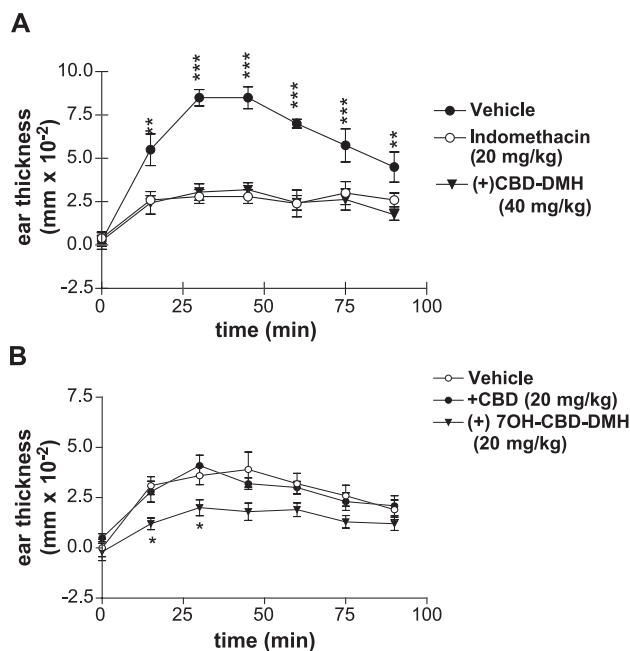 A
ear thickness
(mm x 10-2)
10.0
7.5
5.0
2.5
0.0
-2.5
** *** *** *** *** **
0 25 50 75 100
time (min)
Vehicle
Indomethacin
(20 mg/kg)
(+)CBD-DMH
(40 mg/kg)
B
ear thickness
(mm x 10-2)
7.5
5.0
2.5
0.0
-2.5
* *
0 25 50 75 100
time (min)
Vehicle
+CBD (20 mg/kg)
(+) 7OH-CBD-DMH
(20 mg/kg)